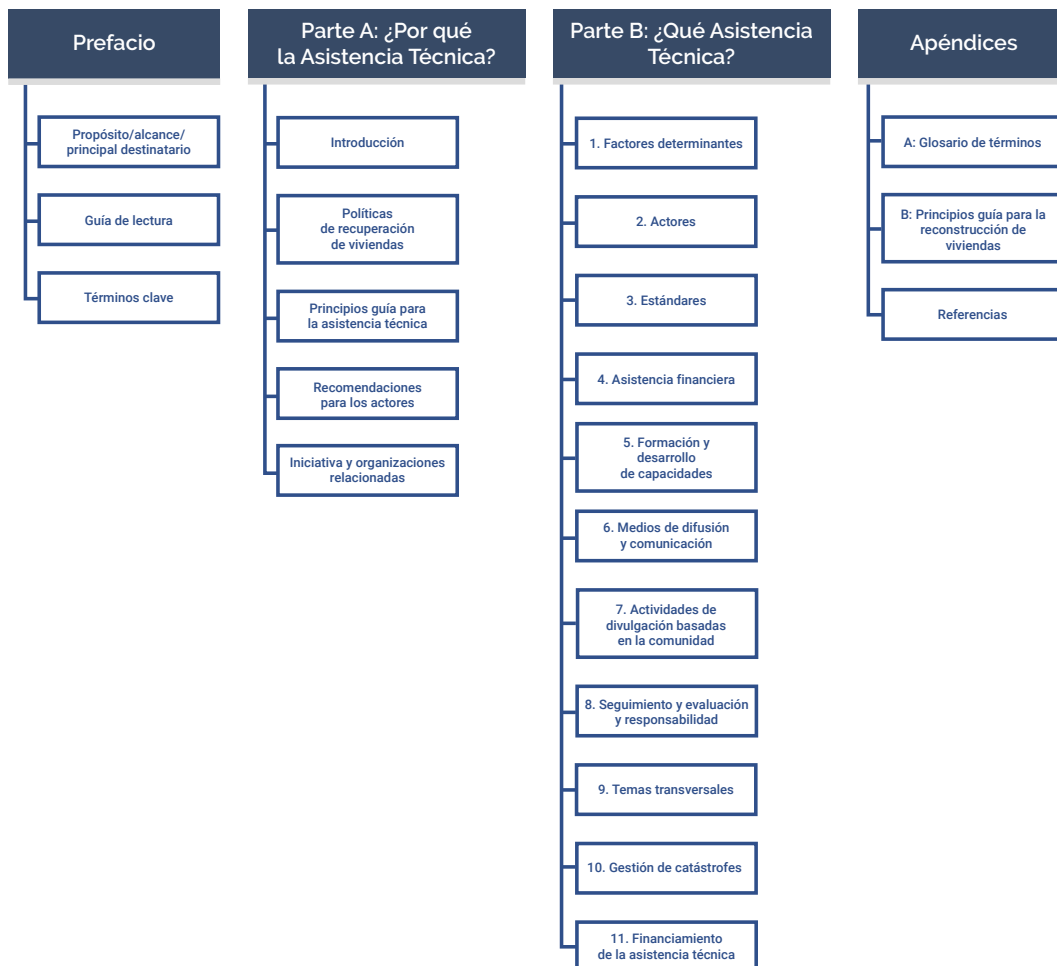 Prefacio
Propósito/alcance/
principal destinatario
Guía de lectura
Términos clave
Parte A: ¿Por qué
la Asistencia Técnica?
Introducción
Políticas
de recuperación
de viviendas
Principios guía para
la asistencia técnica
Recomendaciones
para los actores
Iniciativa y organizaciones
relacionadas
Parte B: ¿Qué Asistencia
Técnica?
1. Factores determinantes
2. Actores
3. Estándares
4. Asistencia financiera
5. Formación y
desarrollo
de capacidades
6. Medios de difusión
y comunicación
7. Actividades de
divulgación basadas
en la comunidad
8. Seguimiento y evaluación
y responsabilidad
9. Temas transversales
10. Gestión de catástrofes
11. Financiamiento
de la asistencia técnica
Apéndices
A: Glosario de términos
B: Principios guía para la
reconstrucción de
viviendas
Referencias